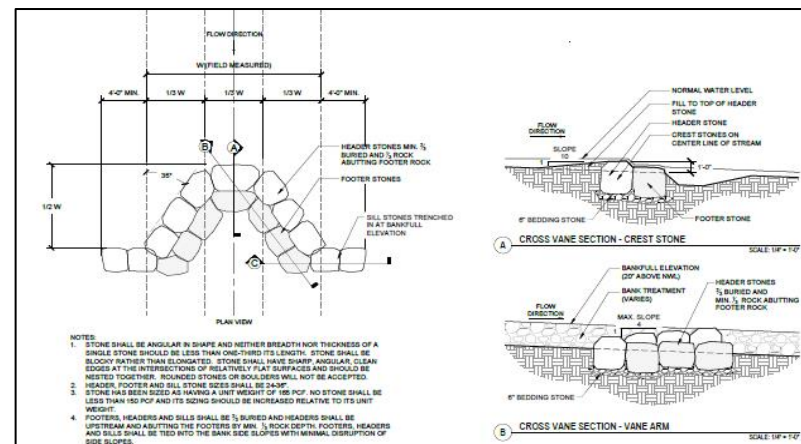 FLOW DIRECTION
W (FIELD MEASURED)
4'-0" MIN.
1/3 W
1/3 W
1/3 W
4'-0" MIN.
B
A
HEADER STONES MIN. ⅔
BURIED AND ⅓ ROCK
ABUTTING FOOTER ROCK
36°
FOOTER STONES
1/2 W
SILL STONES TRENCHED
IN AT BANKFULL
ELEVATION
C
PLAN VIEW
NOTES:
1. STONE SHALL BE ANGULAR IN SHAPE AND NEITHER BREADTH NOR THICKNESS OF A
SINGLE STONE SHOULD BE LESS THAN ONE-THIRD ITS LENGTH. STONE SHALL BE
BLOCKY RATHER THAN ELONGATED. STONE SHALL HAVE SHARP, ANGULAR, CLEAN
EDGES AT THE INTERSECTIONS OF RELATIVELY FLAT SURFACES AND SHOULD BE
NESTED TOGETHER. ROUNDED STONES OR BOULDERS WILL NOT BE ACCEPTED.
2. HEADER, FOOTER AND SILL STONE SIZES SHALL BE 24-36".
3. STONE HAS BEEN SIZED AS HAVING A UNIT WEIGHT OF 165 PCF. NO STONE SHALL BE
LESS THAN 150 PCF AND ITS SIZING SHOULD BE INCREASED RELATIVE TO ITS UNIT
WEIGHT.
4. FOOTERS, HEADERS AND SILLS SHALL BE ⅔ BURIED AND HEADERS SHALL BE
UPSTREAM AND ABUTTING THE FOOTERS BY MIN. ⅓ ROCK DEPTH. FOOTERS, HEADERS
AND SILLS SHALL BE TIED INTO THE BANK SIDE SLOPES WITH MINIMAL DISRUPTION OF
SIDE SLOPES.
NORMAL WATER LEVEL
FILL TO TOP OF HEADER
STONE
HEADER STONE
CREST STONES ON
CENTER LINE OF STREAM
FLOW
DIRECTION
SLOPE
1
10
1'-0"
6" BEDDING STONE
FOOTER STONE
A CROSS VANE SECTION - CREST STONE
SCALE: 1/4" = 1'-0"
BANKFULL ELEVATION
(20" ABOVE NWL)
BANK TREATMENT
(VARIES)
HEADER STONES
⅔ BURIED AND
MIN. ⅓ ROCK ABUTTING
FOOTER ROCK
FLOW
DIRECTION
MAX. SLOPE
1
4
6" BEDDING STONE
B CROSS VANE SECTION - VANE ARM
SCALE: 1/4" = 1'-0"